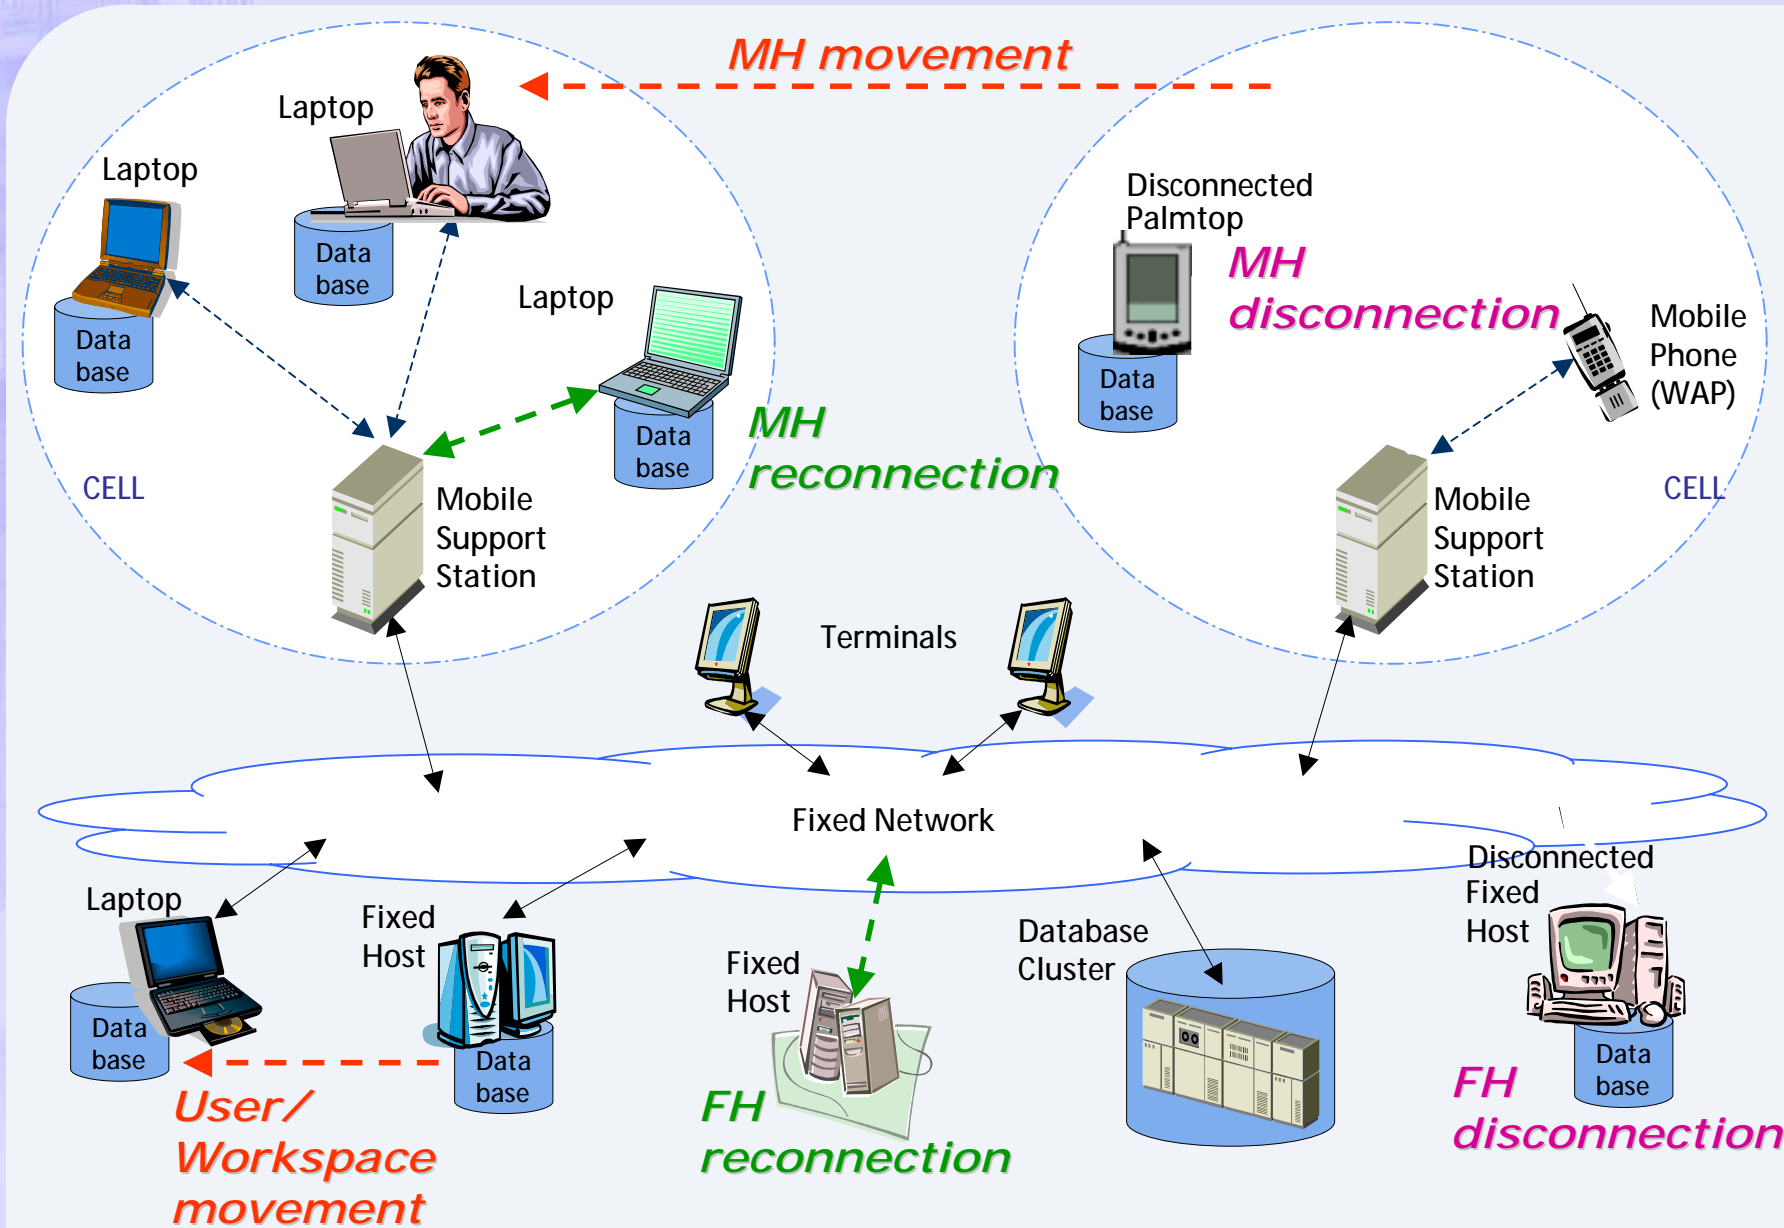 MH movement
Laptop
Laptop
Data
base
Data
base
Laptop
Data
base
MH
reconnection
CELL
Mobile
Support
Station
Disconnected
Palmtop
MH
disconnection
Data
base
Mobile
Phone
(WAP)
CELL
Mobile
Support
Station
Terminals
Fixed Network
Laptop
Data
base
Fixed
Host
Data
base
User/
Workspace
movement
Fixed
Host
FH
reconnection
Database
Cluster
Disconnected
Fixed
Host
Data
base
FH
disconnection